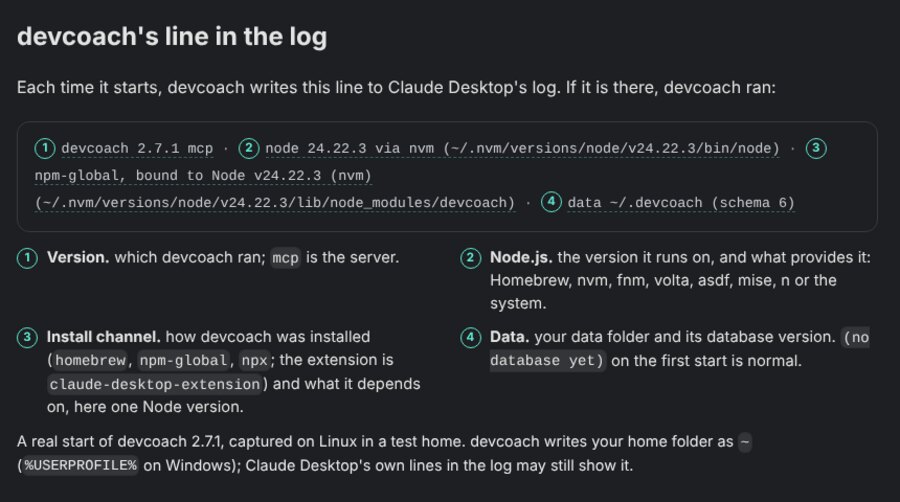 devcoach's line in the log
Each time it starts, devcoach writes this line to Claude Desktop's log. If it is there, devcoach ran:
1 devcoach 2.7.1 mcp · 2 node 24.22.3 via nvm (~/.nvm/versions/node/v24.22.3/bin/node) · 3
npm-global, bound to Node v24.22.3 (nvm)
(~/.nvm/versions/node/v24.22.3/lib/node_modules/devcoach) · 4 data ~/.devcoach (schema 6)
1 Version. which devcoach ran; mcp is the server.
2 Node.js. the version it runs on, and what provides it:
Homebrew, nvm, fnm, volta, asdf, mise, n or the
system.
3 Install channel. how devcoach was installed
(homebrew, npm-global, npx; the extension is
claude-desktop-extension) and what it depends
on, here one Node version.
4 Data. your data folder and its database version. (no
database yet) on the first start is normal.
A real start of devcoach 2.7.1, captured on Linux in a test home. devcoach writes your home folder as ~
(%USERPROFILE% on Windows); Claude Desktop's own lines in the log may still show it.